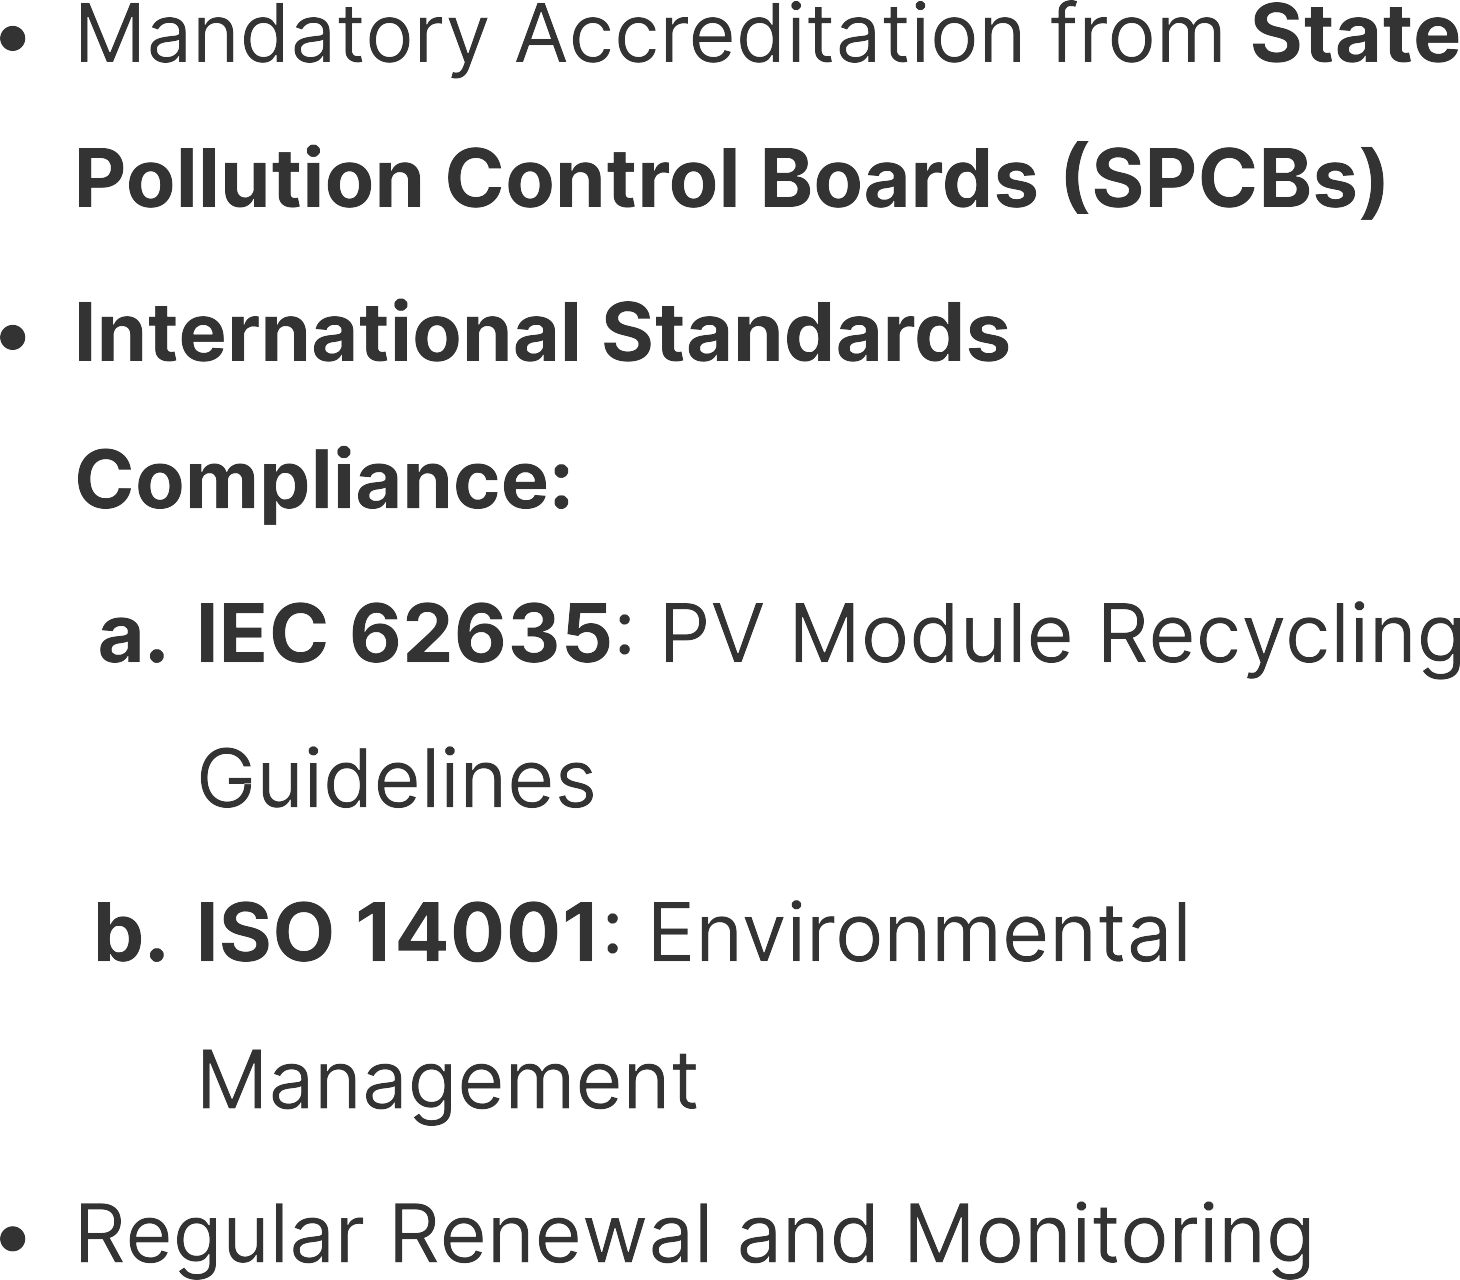 • Mandatory Accreditation from State
Pollution Control Boards (SPCBs)
• International Standards
Compliance:
a. IEC 62635: PV Module Recycling
Guidelines
b. ISO 14001: Environmental
Management
• Regular Renewal and Monitoring